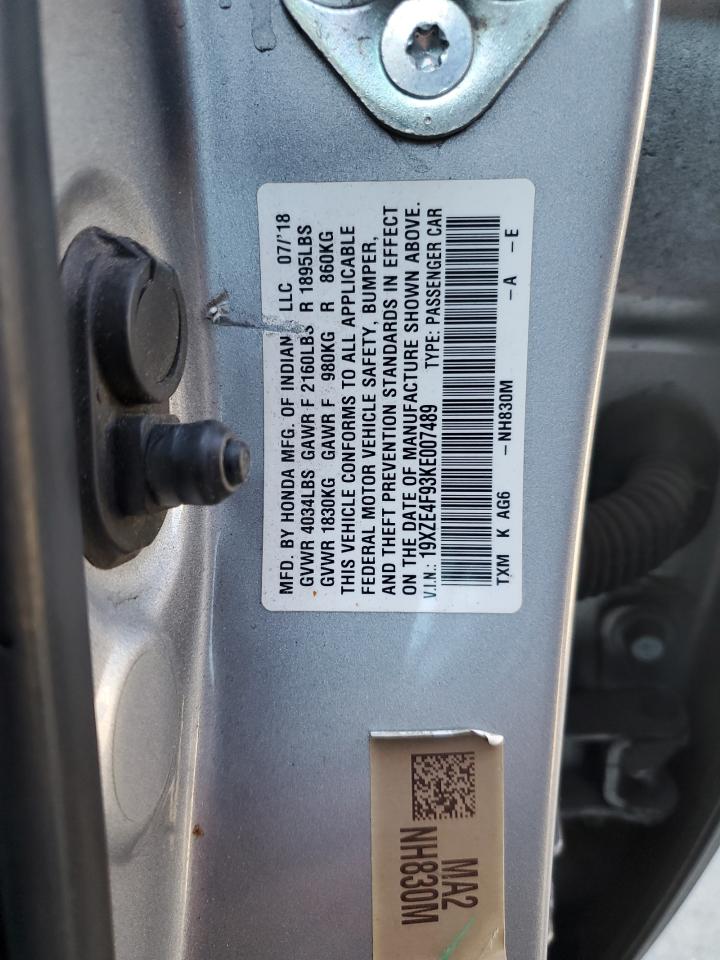 MFD. BY HONDA MFG. OF INDIANA LLC 07/'18
GVWR 4034LBS GAWR F 2160LBS R 1895LBS
GVWR 1830KG GAWR F 980KG R 860KG
THIS VEHICLE CONFORMS TO ALL APPLICABLE
FEDERAL MOTOR VEHICLE SAFETY, BUMPER,
AND THEFT PREVENTION STANDARDS IN EFFECT
ON THE DATE OF MANUFACTURE SHOWN ABOVE.
V.I.N.: 19XZE4F93KE007489 TYPE: PASSENGER CAR
TXM K AG6 -NH830M -A -E
MA2
NH830M